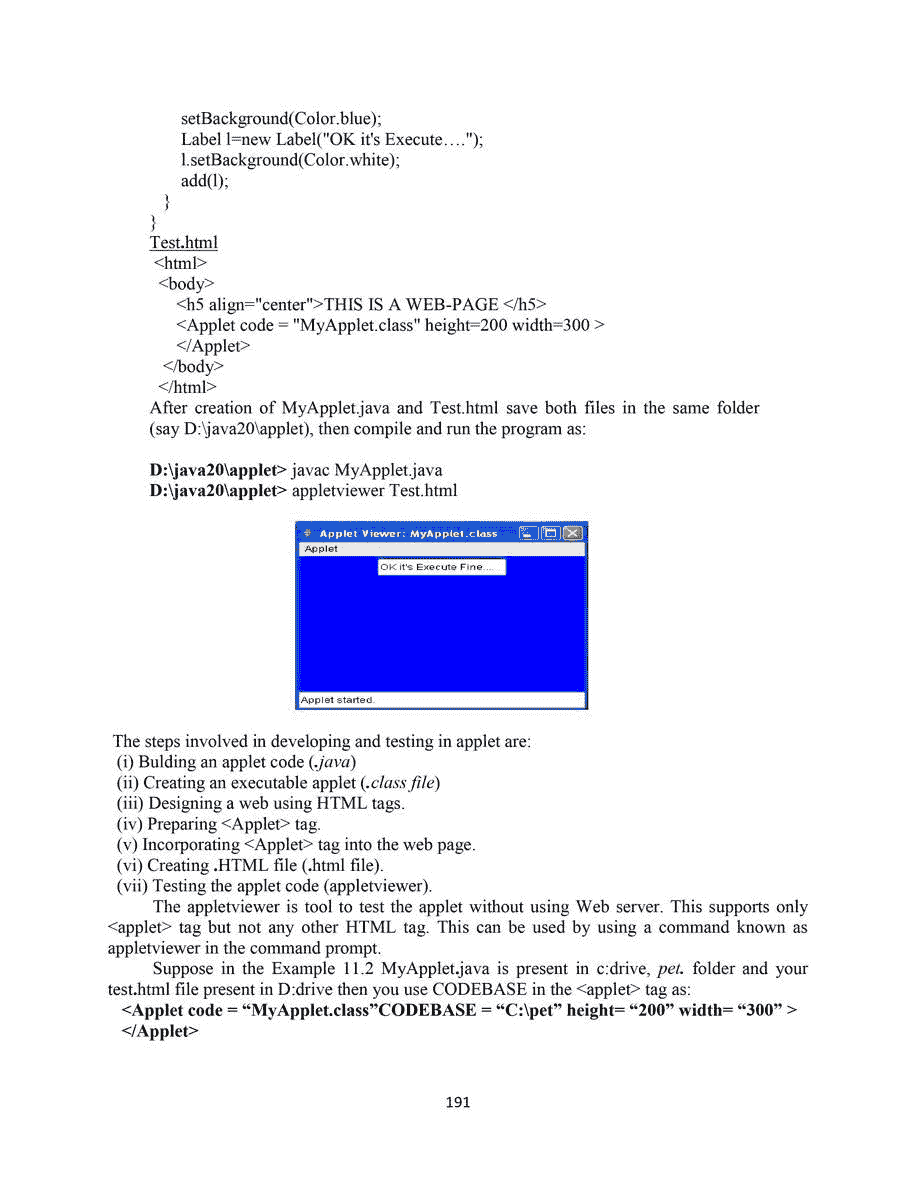 setBackground(Color.blue);
Label l=new Label("OK it's Execute….");
l.setBackground(Color.white);
add(l);
}
}
Test.html
<html>
<body>
<h5 align="center">THIS IS A WEB-PAGE </h5>
<Applet code = "MyApplet.class" height=200 width=300 >
</Applet>
</body>
</html>
After creation of MyApplet.java and Test.html save both files in the same folder
(say D:\java20\applet), then compile and run the program as:
D:\java20\applet> javac MyApplet.java
D:\java20\applet> appletviewer Test.html
Applet Viewer: MyApplet.class
Applet
OK it's Execute Fine....
Applet started.
The steps involved in developing and testing in applet are:
(i) Bulding an applet code (.java)
(ii) Creating an executable applet (.class file)
(iii) Designing a web using HTML tags.
(iv) Preparing <Applet> tag.
(v) Incorporating <Applet> tag into the web page.
(vi) Creating .HTML file (.html file).
(vii) Testing the applet code (appletviewer).
The appletviewer is tool to test the applet without using Web server. This supports only
<applet> tag but not any other HTML tag. This can be used by using a command known as
appletviewer in the command prompt.
Suppose in the Example 11.2 MyApplet.java is present in c:drive, pet. folder and your
test.html file present in D:drive then you use CODEBASE in the <applet> tag as:
<Applet code = “MyApplet.class”CODEBASE = “C:\pet” height= “200” width= “300” >
</Applet>
191